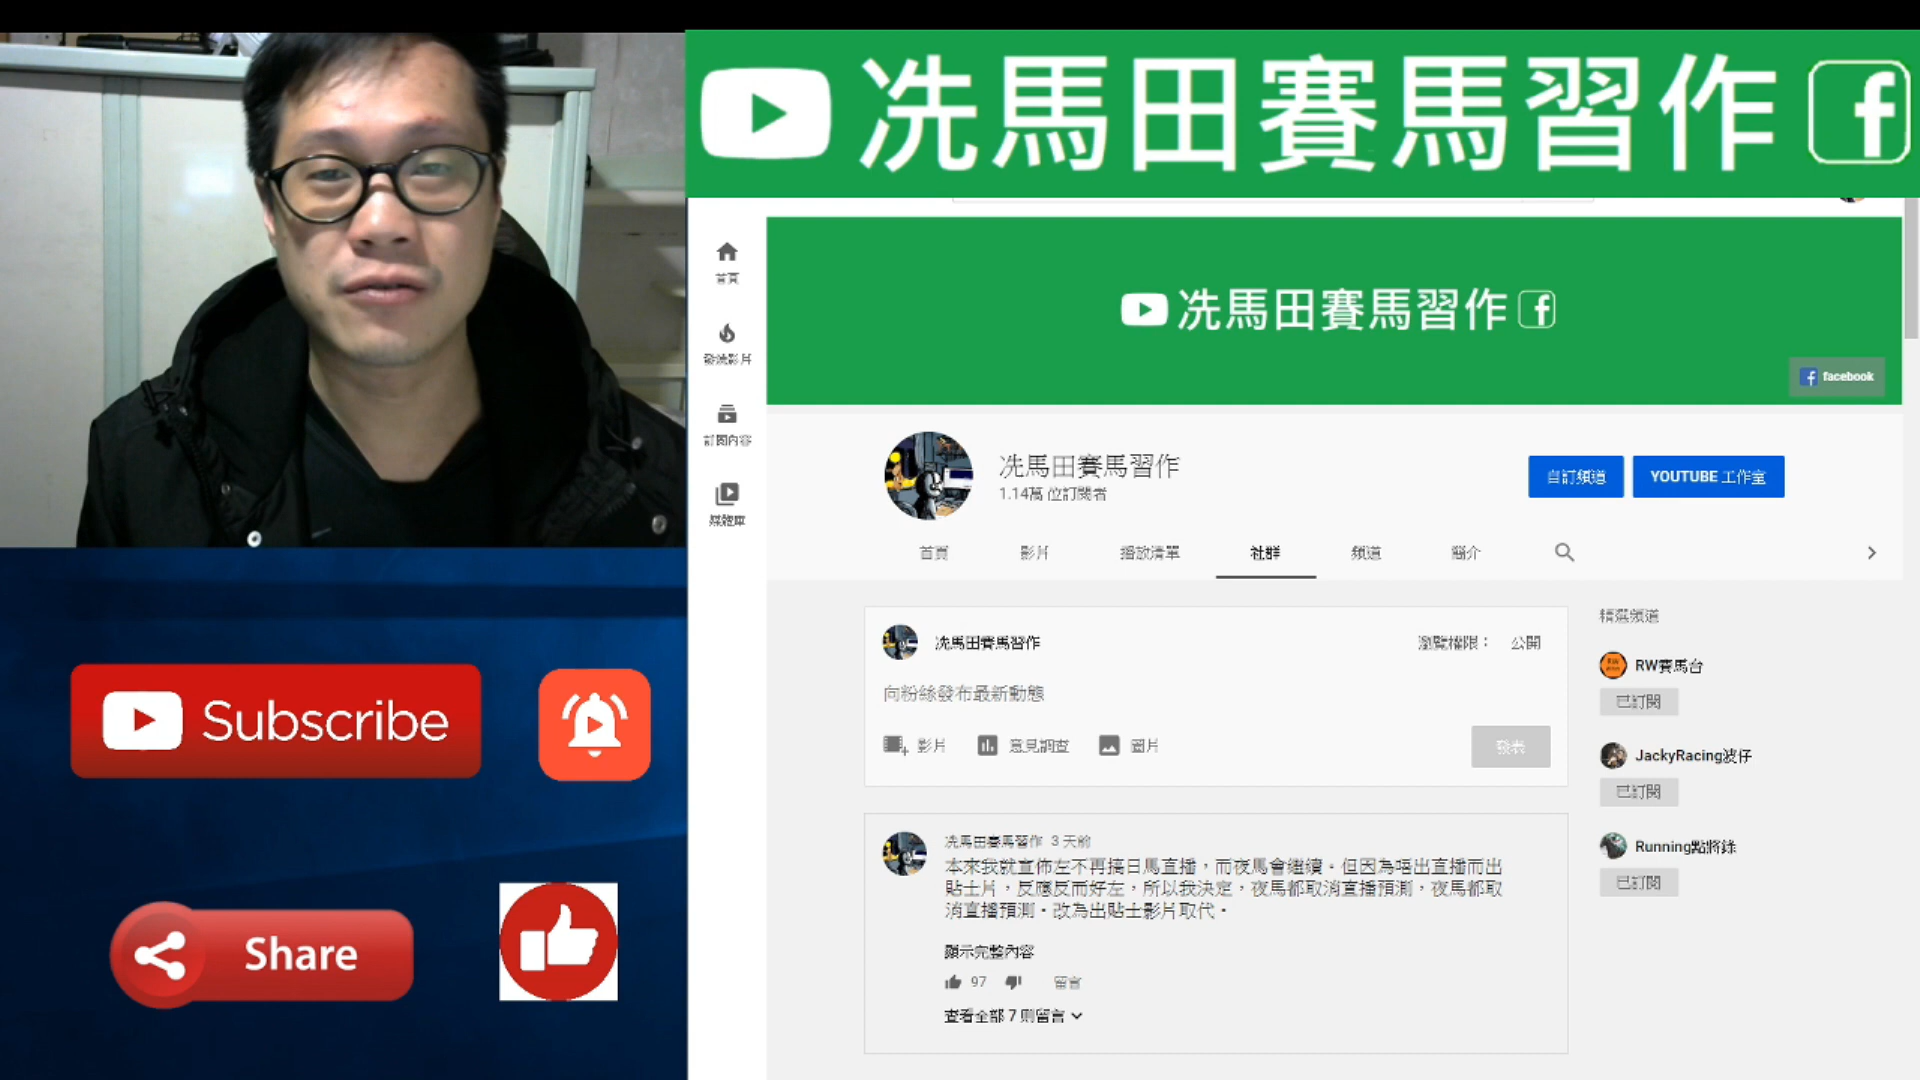 冼馬田賽馬習作
首頁
發燒影片
訂閱內容
媒體庫
冼馬田賽馬習作
facebook
冼馬田賽馬習作
1.14萬 位訂閱者
自訂頻道
YOUTUBE 工作室
首頁
影片
播放清單
社群
頻道
簡介
冼馬田賽馬習作
瀏覽權限：
公開
向粉絲發布最新動態
影片
意見調查
圖片
發表
冼馬田賽馬習作 3 天前
本來我就宣佈左不再搞日馬直播，而夜馬會繼續。但因為唔出直播而出
貼士片，反應反而好左，所以我決定，夜馬都取消直播預測，夜馬都取
消直播預測。改為出貼士影片取代。
顯示完整內容
97
留言
查看全部 7 則留言
精選頻道
RW賽馬台
已訂閱
JackyRacing波仔
已訂閱
Running點將錄
已訂閱
Subscribe
Share